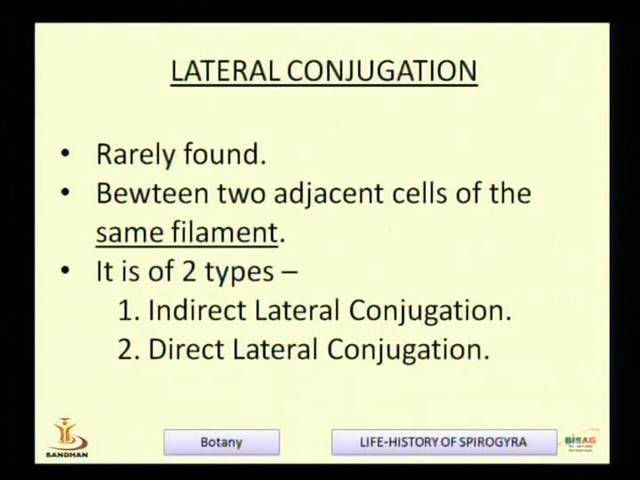 LATERAL CONJUGATION
• Rarely found.
• Bewteen two adjacent cells of the
same filament.
• It is of 2 types –
1. Indirect Lateral Conjugation.
2. Direct Lateral Conjugation.
SANDHAN
Botany
LIFE-HISTORY OF SPIROGYRA
BISAG